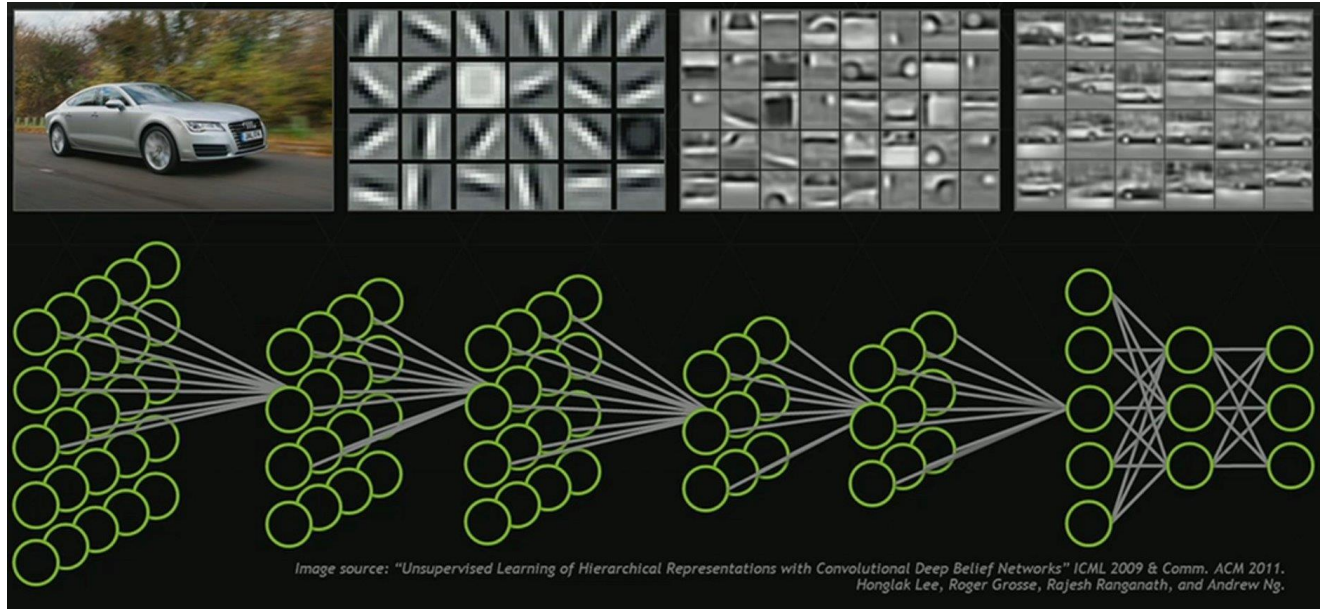 Image source: “Unsupervised Learning of Hierarchical Representations with Convolutional Deep Belief Networks” ICML 2009 & Comm. ACM 2011.
Honglak Lee, Roger Grosse, Rajesh Ranganath, and Andrew Ng.